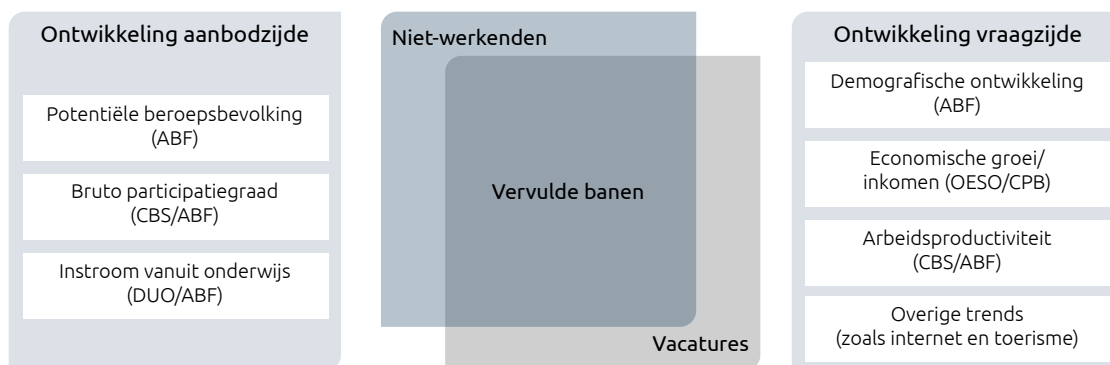 Ontwikkeling aanbodzijde
Potentiële beroepsbevolking
(ABF)
Bruto participatiegraad
(CBS/ABF)
Instroom vanuit onderwijs
(DUO/ABF)
Niet-werkenden
Vervulde banen
Vacatures
Ontwikkeling vraagzijde
Demografische ontwikkeling
(ABF)
Economische groei/
inkomen (OESO/CPB)
Arbeidsproductiviteit
(CBS/ABF)
Overige trends
(zoals internet en toerisme)